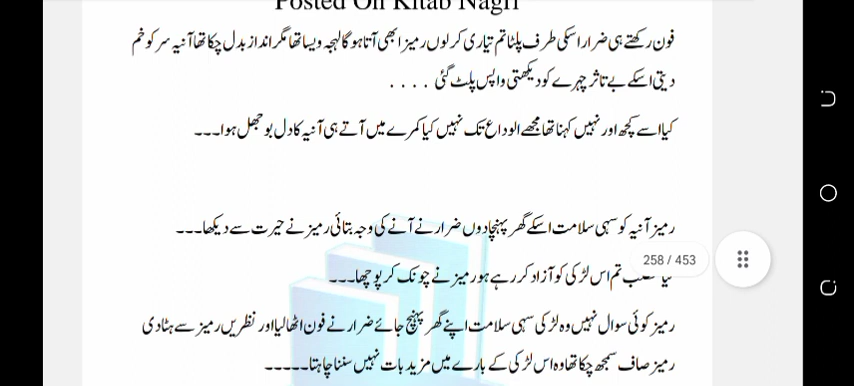 Posted On Kitab Nagri
فون رکھتے ہی ضرار اسکی طرف پلٹا تم تیاری کر لوں رمیز ابھی آتا ہو گا لہجہ ویسا تھا مگر انداز بدل چکا تھا آنیہ سر کو خم
دیتی اسکے بے تاثر چہرے کو دیکھتی واپس پلٹ گئی ....
کیا اسے کچھ اور نہیں کہنا تھا مجھے الوداع تک نہیں کیا کمرے میں آتے ہی آنیہ کا دل بوجھل ہوا۔۔۔
رمیز آنیہ کو سہی سلامت اسکے گھر پہنچا دوں ضرار نے آنے کی وجہ بتائی رمیز نے حیرت سے دیکھا۔۔۔
تم اس لڑکی کو آزاد کر رہے ہو رمیز نے چونک کر پوچھا۔۔۔
258 / 453
رمیز کوئی سوال نہیں وہ لڑکی سہی سلامت اپنے گھر پہنچ جائے ضرار نے فون اٹھا لیا اور نظریں رمیز سے ہٹا دی
رمیز صاف سمجھ چکا تھا وہ اس لڑکی کے بارے میں مزید بات نہیں سننا چاہتا۔۔۔۔۔